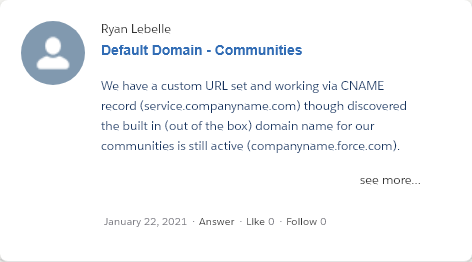 Ryan Lebelle
Default Domain - Communities
We have a custom URL set and working via CNAME
record (service.companyname.com) though discovered
the built in (out of the box) domain name for our
communities is still active (companyname.force.com).
see more...
January 22, 2021 · Answer · Like 0 · Follow 0